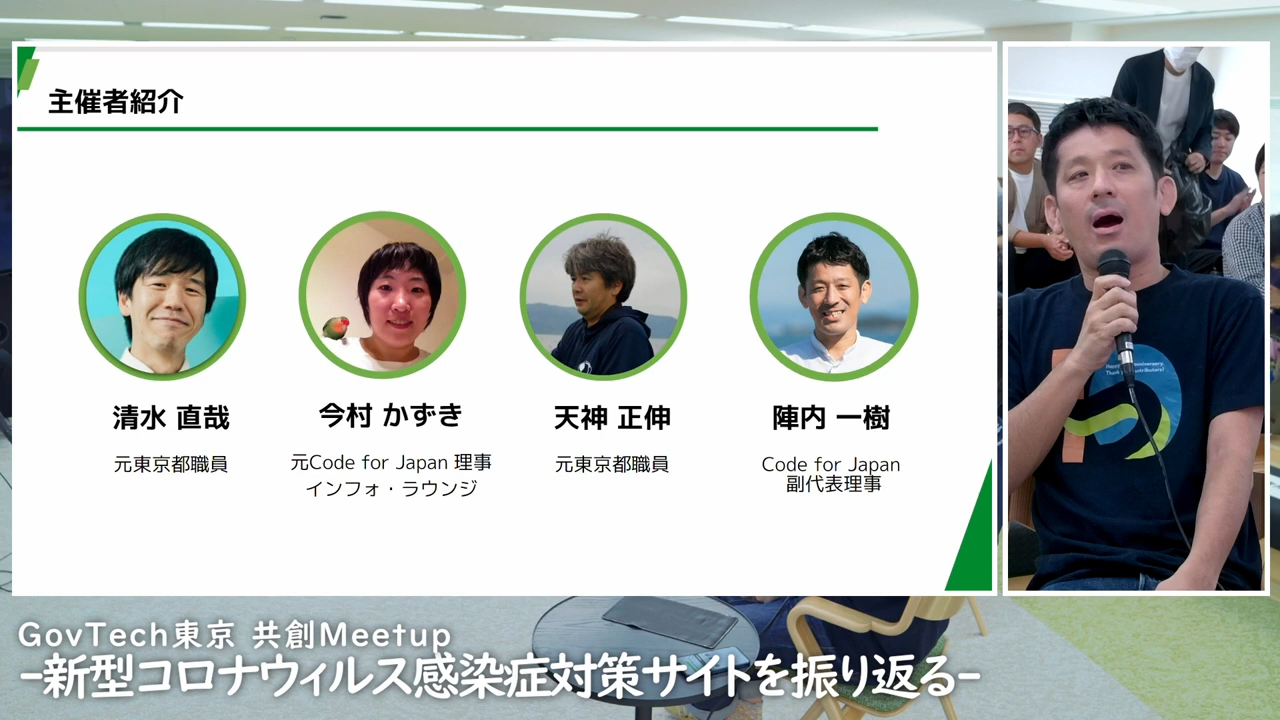 主催者紹介
清水 直哉
元東京都職員
今村 かずき
元Code for Japan 理事
インフォ・ラウンジ
天神 正伸
元東京都職員
陣内 一樹
Code for Japan
副代表理事
GovTech東京 共創Meetup
-新型コロナウィルス感染症対策サイトを振り返る-